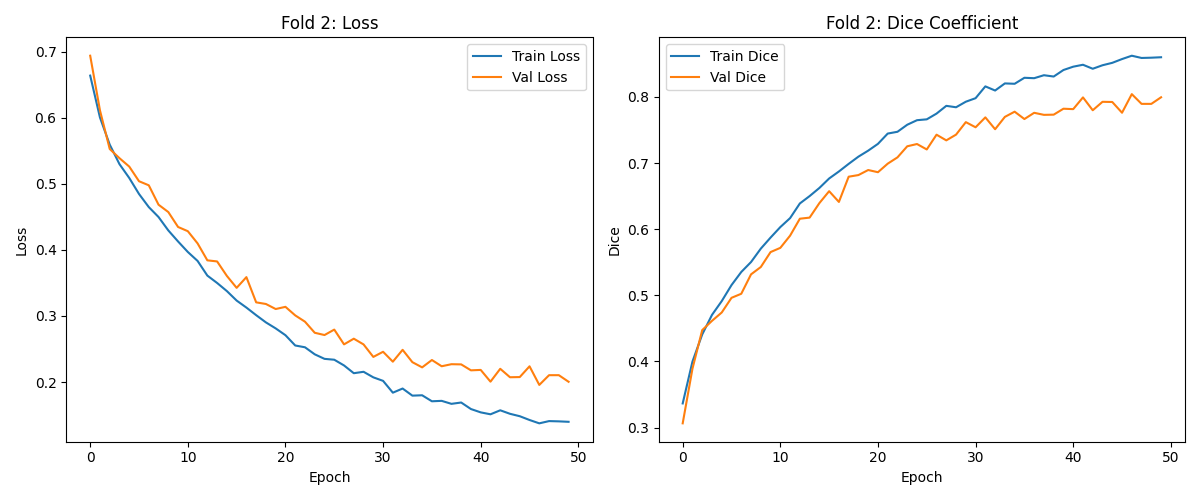 Fold 2: Loss
Train Loss
Val Loss
0.7
0.6
0.5
0.4
0.3
0.2
Loss
0 10 20 30 40 50
Epoch
Fold 2: Dice Coefficient
Train Dice
Val Dice
0.8
0.7
0.6
0.5
0.4
0.3
Dice
0 10 20 30 40 50
Epoch